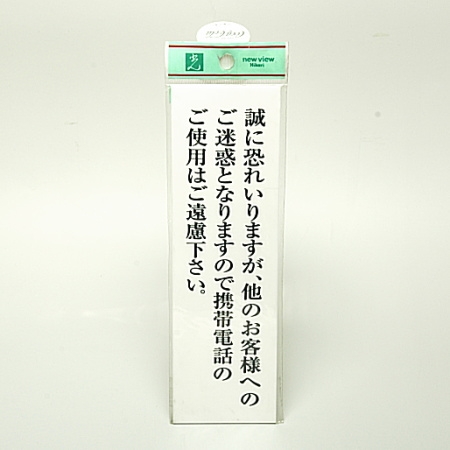 new view
Hikari
誠に恐れいりますが、他のお客様への
ご迷惑となりますので携帯電話の
ご使用はご遠慮下さい。